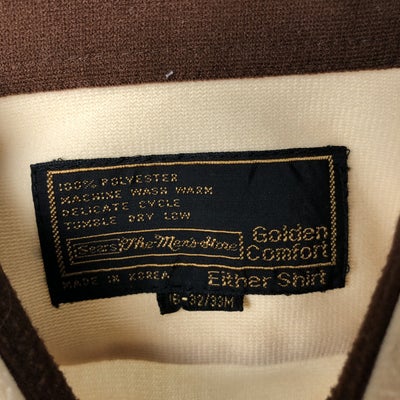 100% POLYESTER
MACHINE WASH WARM
DELICATE CYCLE
TUMBLE DRY LOW
Sears The Men's Store
Golden
Comfort
MADE IN KOREA
Either Shirt
16-32/33M